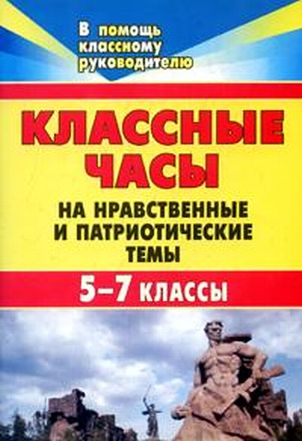 В помощь
классному
руководителю
КЛАССНЫЕ
ЧАСЫ
НА НРАВСТВЕННЫЕ
И ПАТРИОТИЧЕСКИЕ
ТЕМЫ
5–7 КЛАССЫ